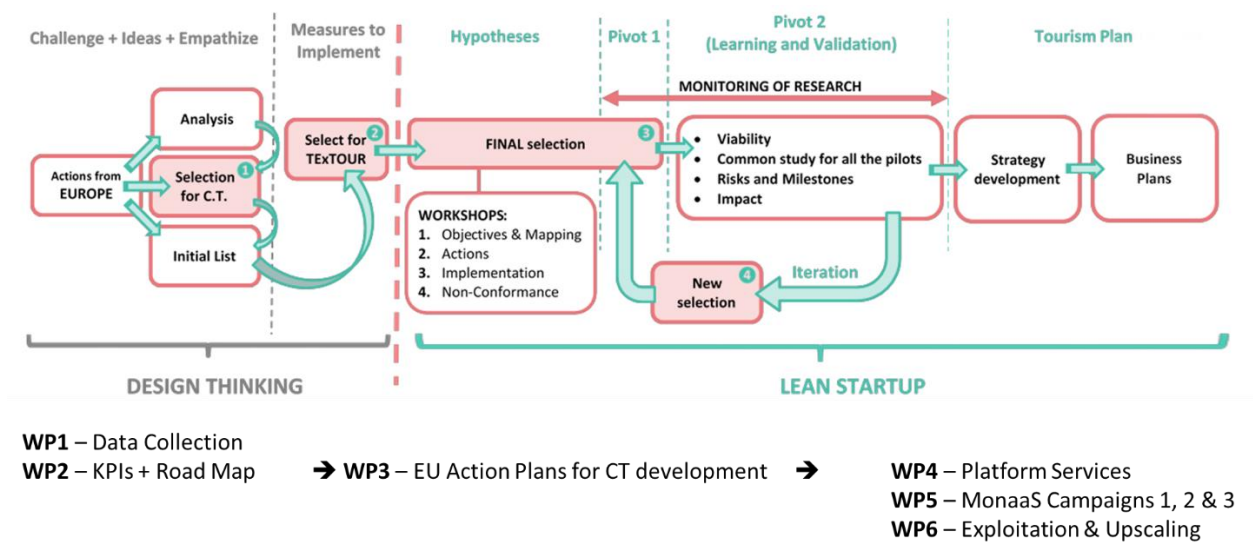 Challenge + Ideas + Empathize
Measures to
Implement
Hypotheses
Pivot 1
Pivot 2
(Learning and Validation)
Tourism Plan
MONITORING OF RESEARCH
Analysis
Actions from
EUROPE
Selection
for C.T.
1
Initial List
Select for
TExTOUR
2
FINAL selection
3
WORKSHOPS:
1. Objectives & Mapping
2. Actions
3. Implementation
4. Non-Conformance
• Viability
• Common study for all the pilots
• Risks and Milestones
• Impact
Iteration
New
selection
4
Strategy
development
Business
Plans
DESIGN THINKING
LEAN STARTUP
WP1 – Data Collection
WP2 – KPIs + Road Map ➔ WP3 – EU Action Plans for CT development ➔ WP4 – Platform Services
WP5 – MonaaS Campaigns 1, 2 & 3
WP6 – Exploitation & Upscaling